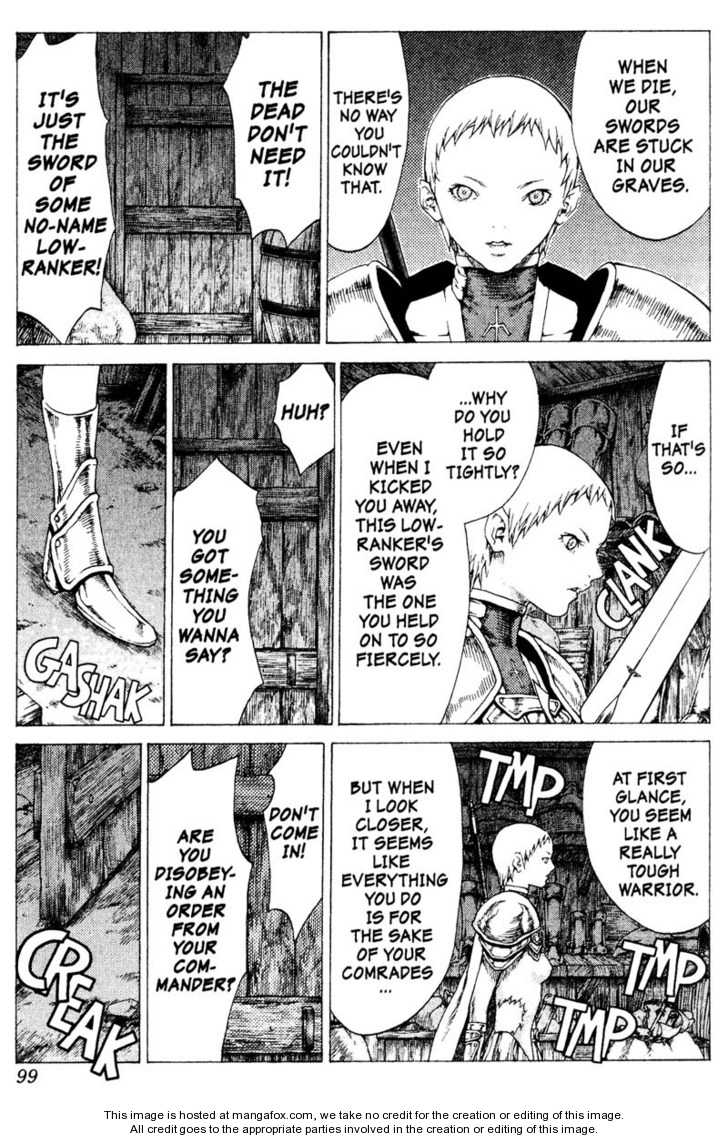 WHEN
WE DIE,
OUR
SWORDS
ARE STUCK
IN OUR
GRAVES.
THERE'S
NO WAY
YOU
COULDN'T
KNOW
THAT.
THE
DEAD
DON'T
NEED
IT!
IT'S
JUST
THE
SWORD
OF
SOME
NO-NAME
LOW-
RANKER!
IF
THAT'S
SO...
...WHY
DO YOU
HOLD
IT SO
TIGHTLY?
EVEN
WHEN I
KICKED
YOU AWAY,
THIS LOW-
RANKER'S
SWORD
WAS
THE ONE
YOU HELD
ON TO SO
FIERCELY.
CLANK
HUH?
YOU
GOT
SOME-
THING
YOU
WANNA
SAY?
GASHAK
AT FIRST
GLANCE,
YOU SEEM
LIKE A
REALLY
TOUGH
WARRIOR.
TMP
BUT WHEN
I LOOK
CLOSER,
IT SEEMS
LIKE
EVERYTHING
YOU DO
IS FOR
THE SAKE
OF YOUR
COMRADES
...
TMP
TMP
DON'T
COME
IN!
ARE
YOU
DISOBEY-
ING AN
ORDER
FROM
YOUR
COM-
MANDER?
CREEAK
99
This image is hosted at mangafox.com, we take no credit for the creation or editing of this image.
All credit goes to the appropriate parties involved in the creation or editing of this image.